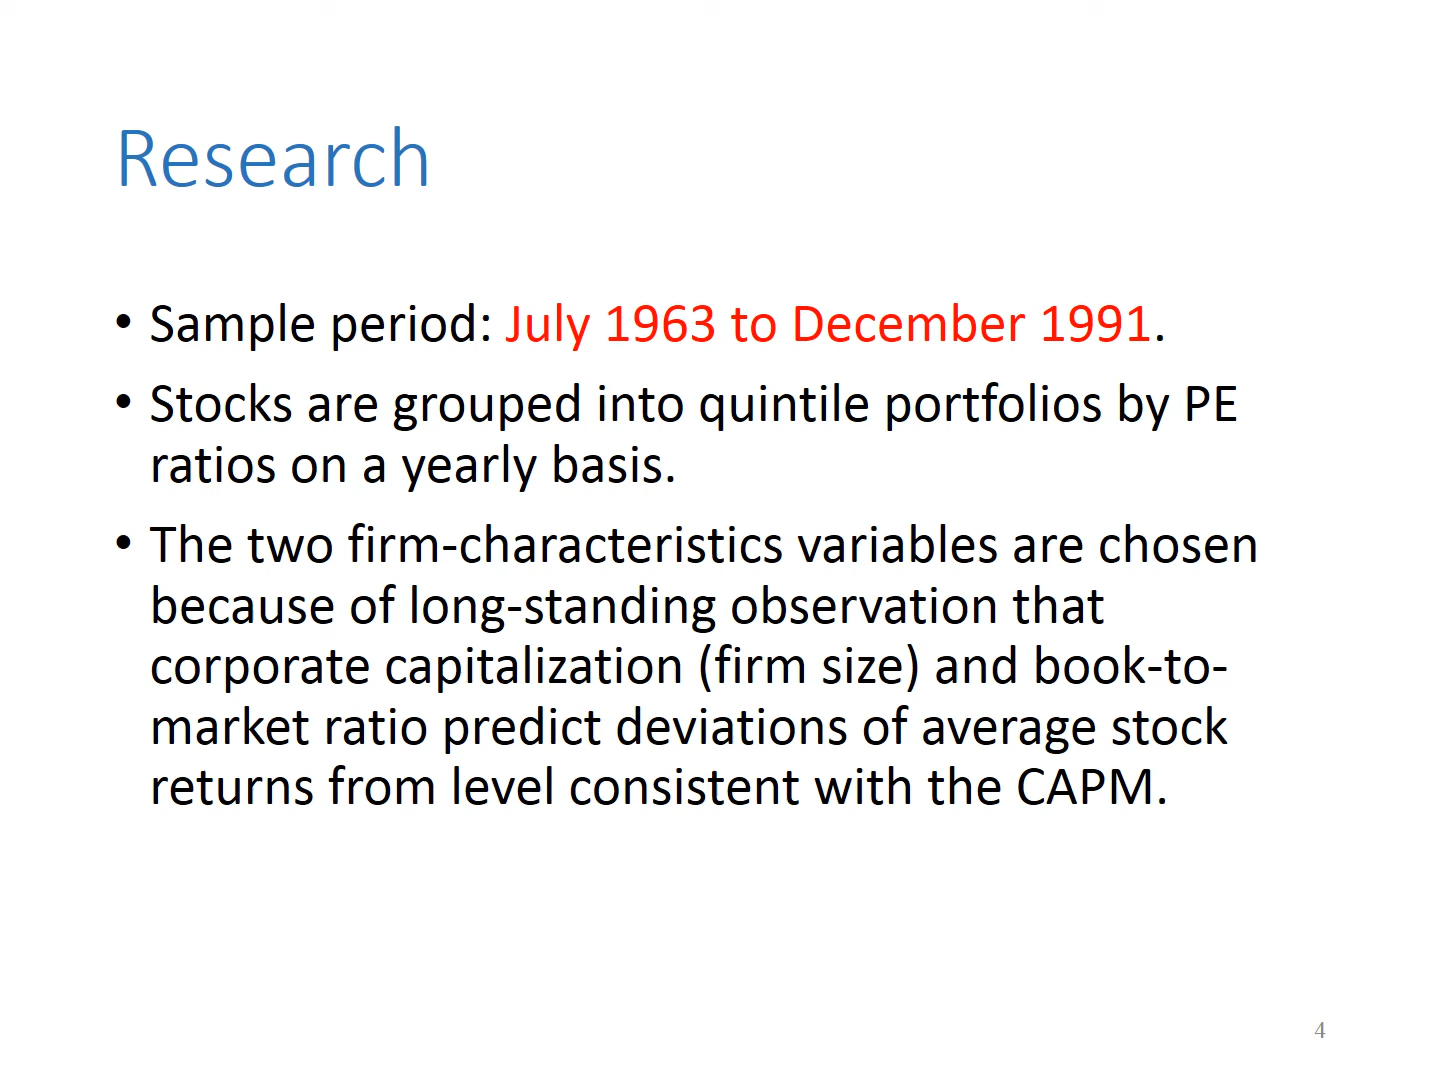 Research
• Sample period: July 1963 to December 1991.
• Stocks are grouped into quintile portfolios by PE
ratios on a yearly basis.
• The two firm-characteristics variables are chosen
because of long-standing observation that
corporate capitalization (firm size) and book-to-
market ratio predict deviations of average stock
returns from level consistent with the CAPM.
4